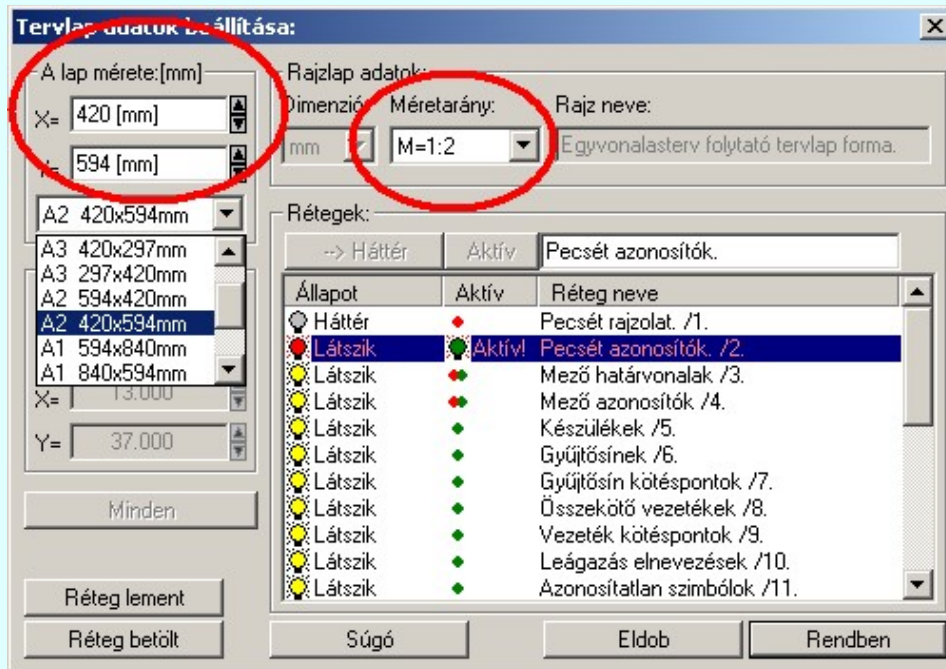 Tervlap adatok beállítása:
A lap mérete:[mm]
X= 420 [mm]
594 [mm]
A2 420x594mm
A3 420x297mm
A3 297x420mm
A2 594x420mm
A2 420x594mm
A1 594x840mm
A1 840x594mm
X= 13.000
Y= 37.000
Minden
Réteg lement
Réteg betölt
Rajzlap adatok:
Dimenzió: Méretarány: Rajz neve:
mm M=1:2 Egyvonalasterv folytató tervlap forma.
Rétegek:
--> Háttér Aktív Pecsét azonosítók.
Állapot Aktív Réteg neve
Háttér Pecsét rajzolat. /1.
Látszik Aktív! Pecsét azonosítók. /2.
Látszik Mező határvonalak /3.
Látszik Mező azonosítók /4.
Látszik Készülékek /5.
Látszik Gyűjtősínek /6.
Látszik Gyűjtősín kötéspontok /7.
Látszik Összekötő vezetékek /8.
Látszik Vezeték kötéspontok /9.
Látszik Leágazás elnevezések /10.
Látszik Azonosítatlan szimbólok /11.
Súgó Eldob Rendben